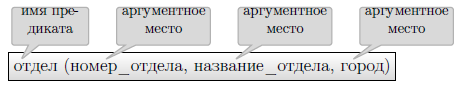 имя пре-
диката
аргументное
место
аргументное
место
аргументное
место
отдел (номер_отдела, название_отдела, город)